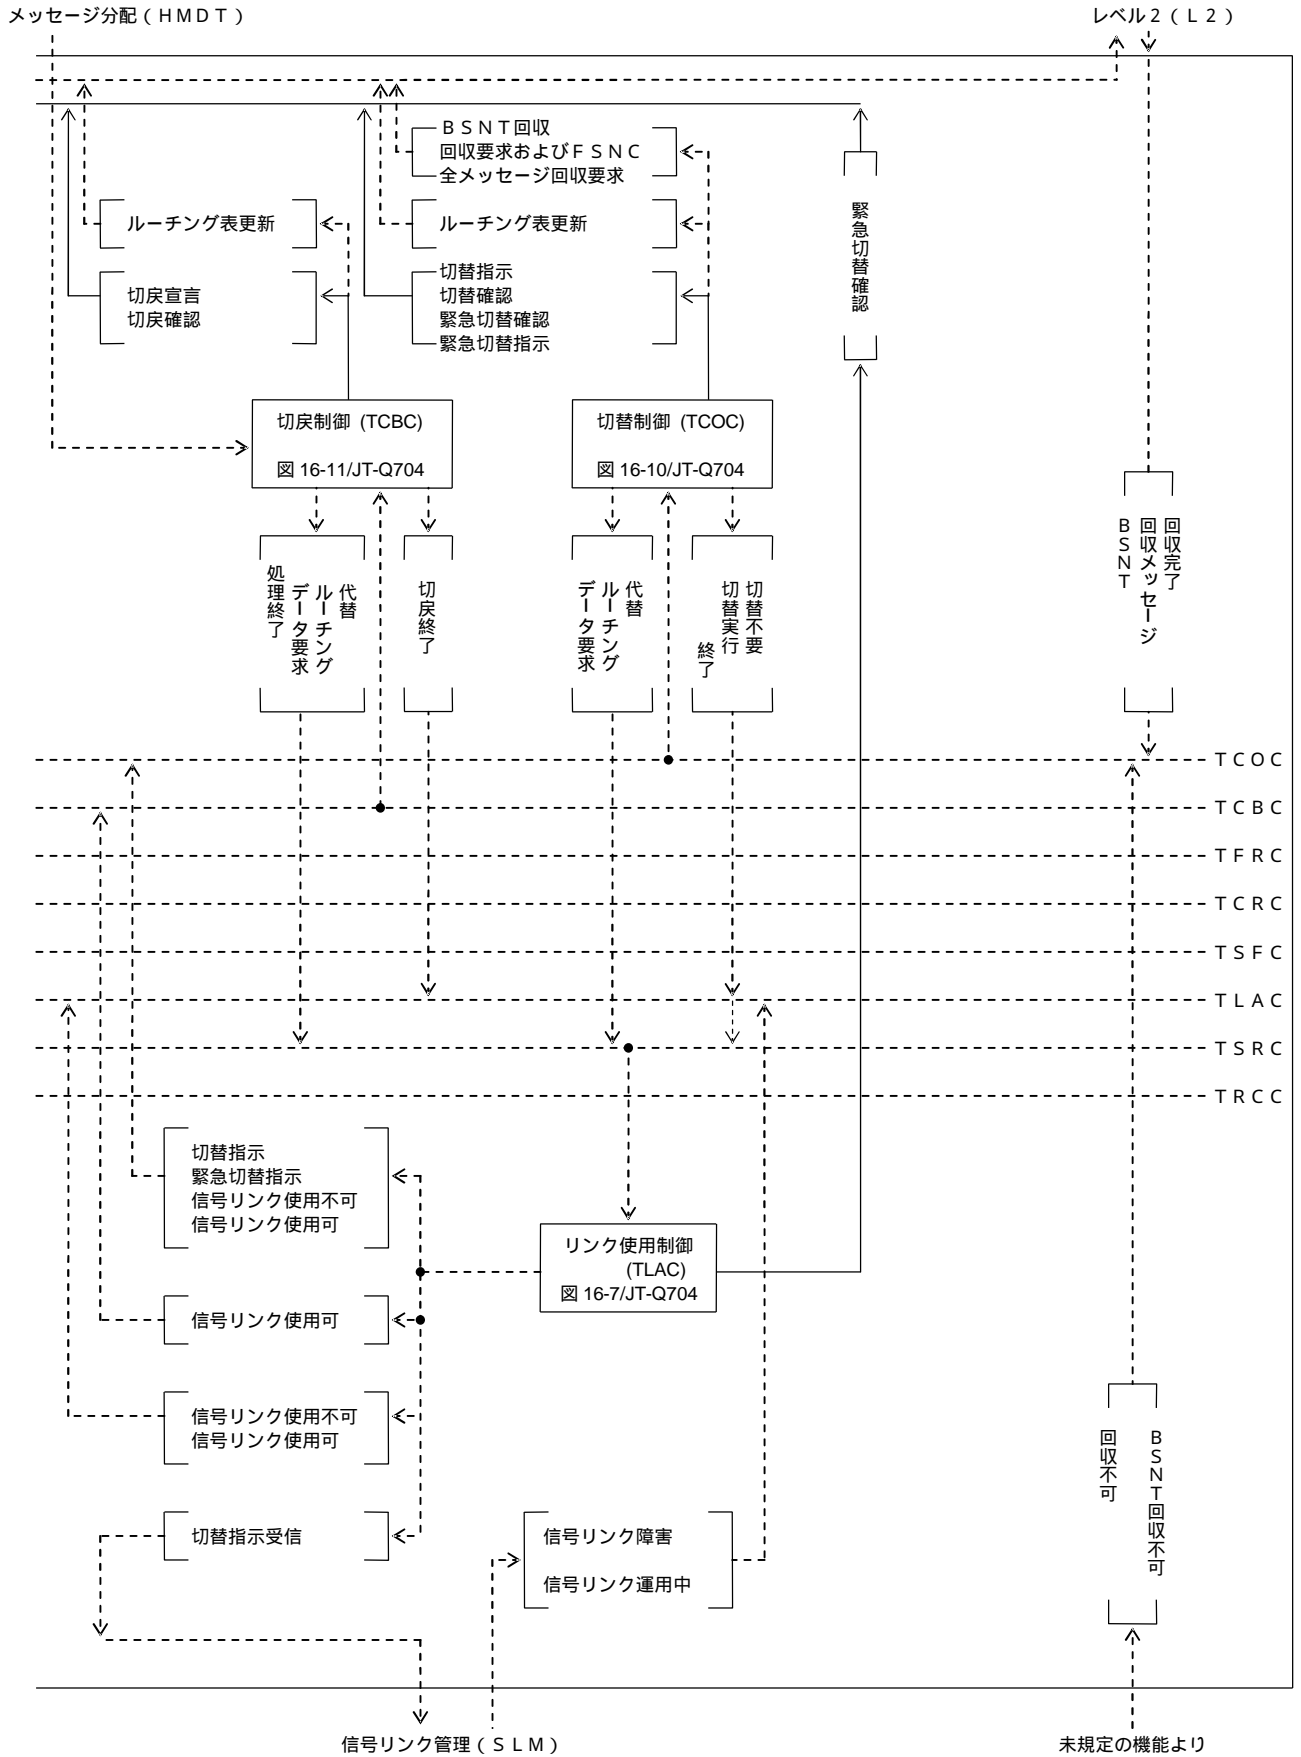 メッセージ分配(HMDT)
レベル2(L2)
BSNT回収
回収要求およびFSNC
全メッセージ回収要求
ルーチング表更新
ルーチング表更新
切戻宣言
切戻確認
切替指示
切替確認
緊急切替確認
緊急切替指示
緊急切替確認
切戻制御 (TCBC)
図 16-11/JT-Q704
切替制御 (TCOC)
図 16-10/JT-Q704
代替
ルーチング
データ要求
処理終了
切戻終了
代替
ルーチング
データ要求
切替不要
切替実行
終了
回収完了
回収メッセージ
BSNT
TCOC
TCBC
TFRC
TCRC
TSFC
TLAC
TSRC
TRCC
切替指示
緊急切替指示
信号リンク使用不可
信号リンク使用可
リンク使用制御
(TLAC)
図 16-7/JT-Q704
信号リンク使用可
信号リンク使用不可
信号リンク使用可
切替指示受信
信号リンク障害
信号リンク運用中
BSNT回収不可
回収不可
信号リンク管理(SLM)
未規定の機能より